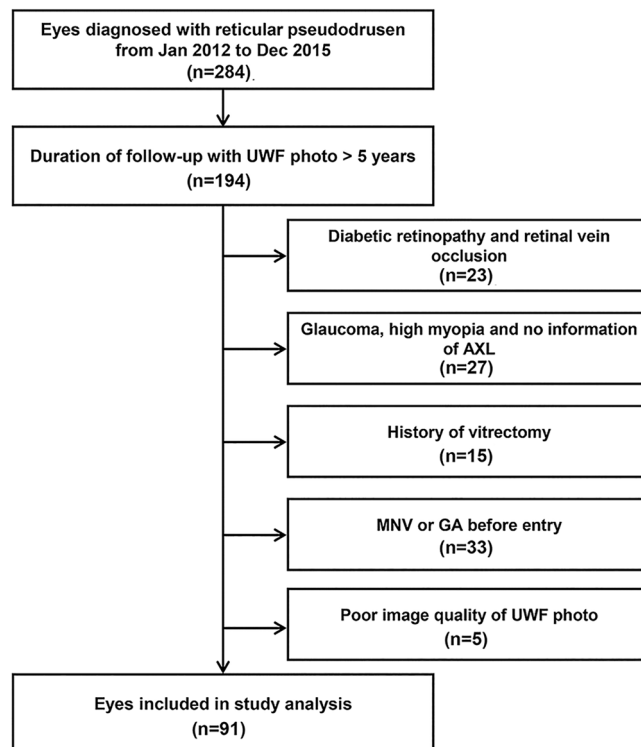 Eyes diagnosed with reticular pseudodrusen
from Jan 2012 to Dec 2015
(n=284)
Duration of follow-up with UWF photo > 5 years
(n=194)
Diabetic retinopathy and retinal vein
occlusion
(n=23)
Glaucoma, high myopia and no information
of AXL
(n=27)
History of vitrectomy
(n=15)
MNV or GA before entry
(n=33)
Poor image quality of UWF photo
(n=5)
Eyes included in study analysis
(n=91)